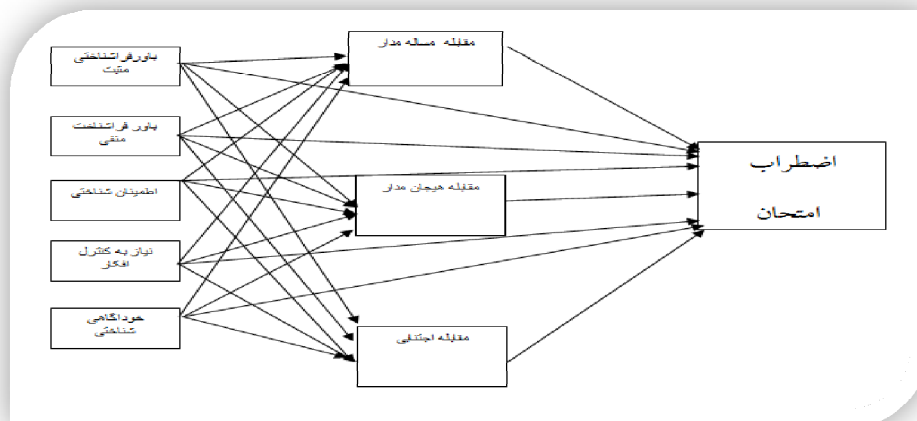 باورفراشناختی
مثبت
باور فراشناخت
منفی
اطمینان شناختی
نیاز به کنترل
افکار
خودآگاهی
شناختی
مقابله مساله مدار
مقابله هیجان مدار
مقابله اجتنابی
اضطراب
امتحان